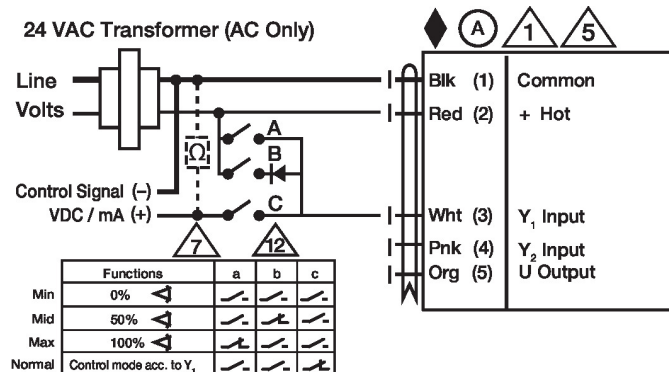 24 VAC Transformer (AC Only)
A 1 5
Line
Volts
Blk (1) Common
Red (2) + Hot
A
B
Ω
Control Signal (–)
VDC / mA (+)
C
Wht (3) Y₁ Input
Pnk (4) Y₂ Input
Org (5) U Output
7 12
Functions a b c
Min 0%
Mid 50%
Max 100%
Normal Control mode acc. to Y₁